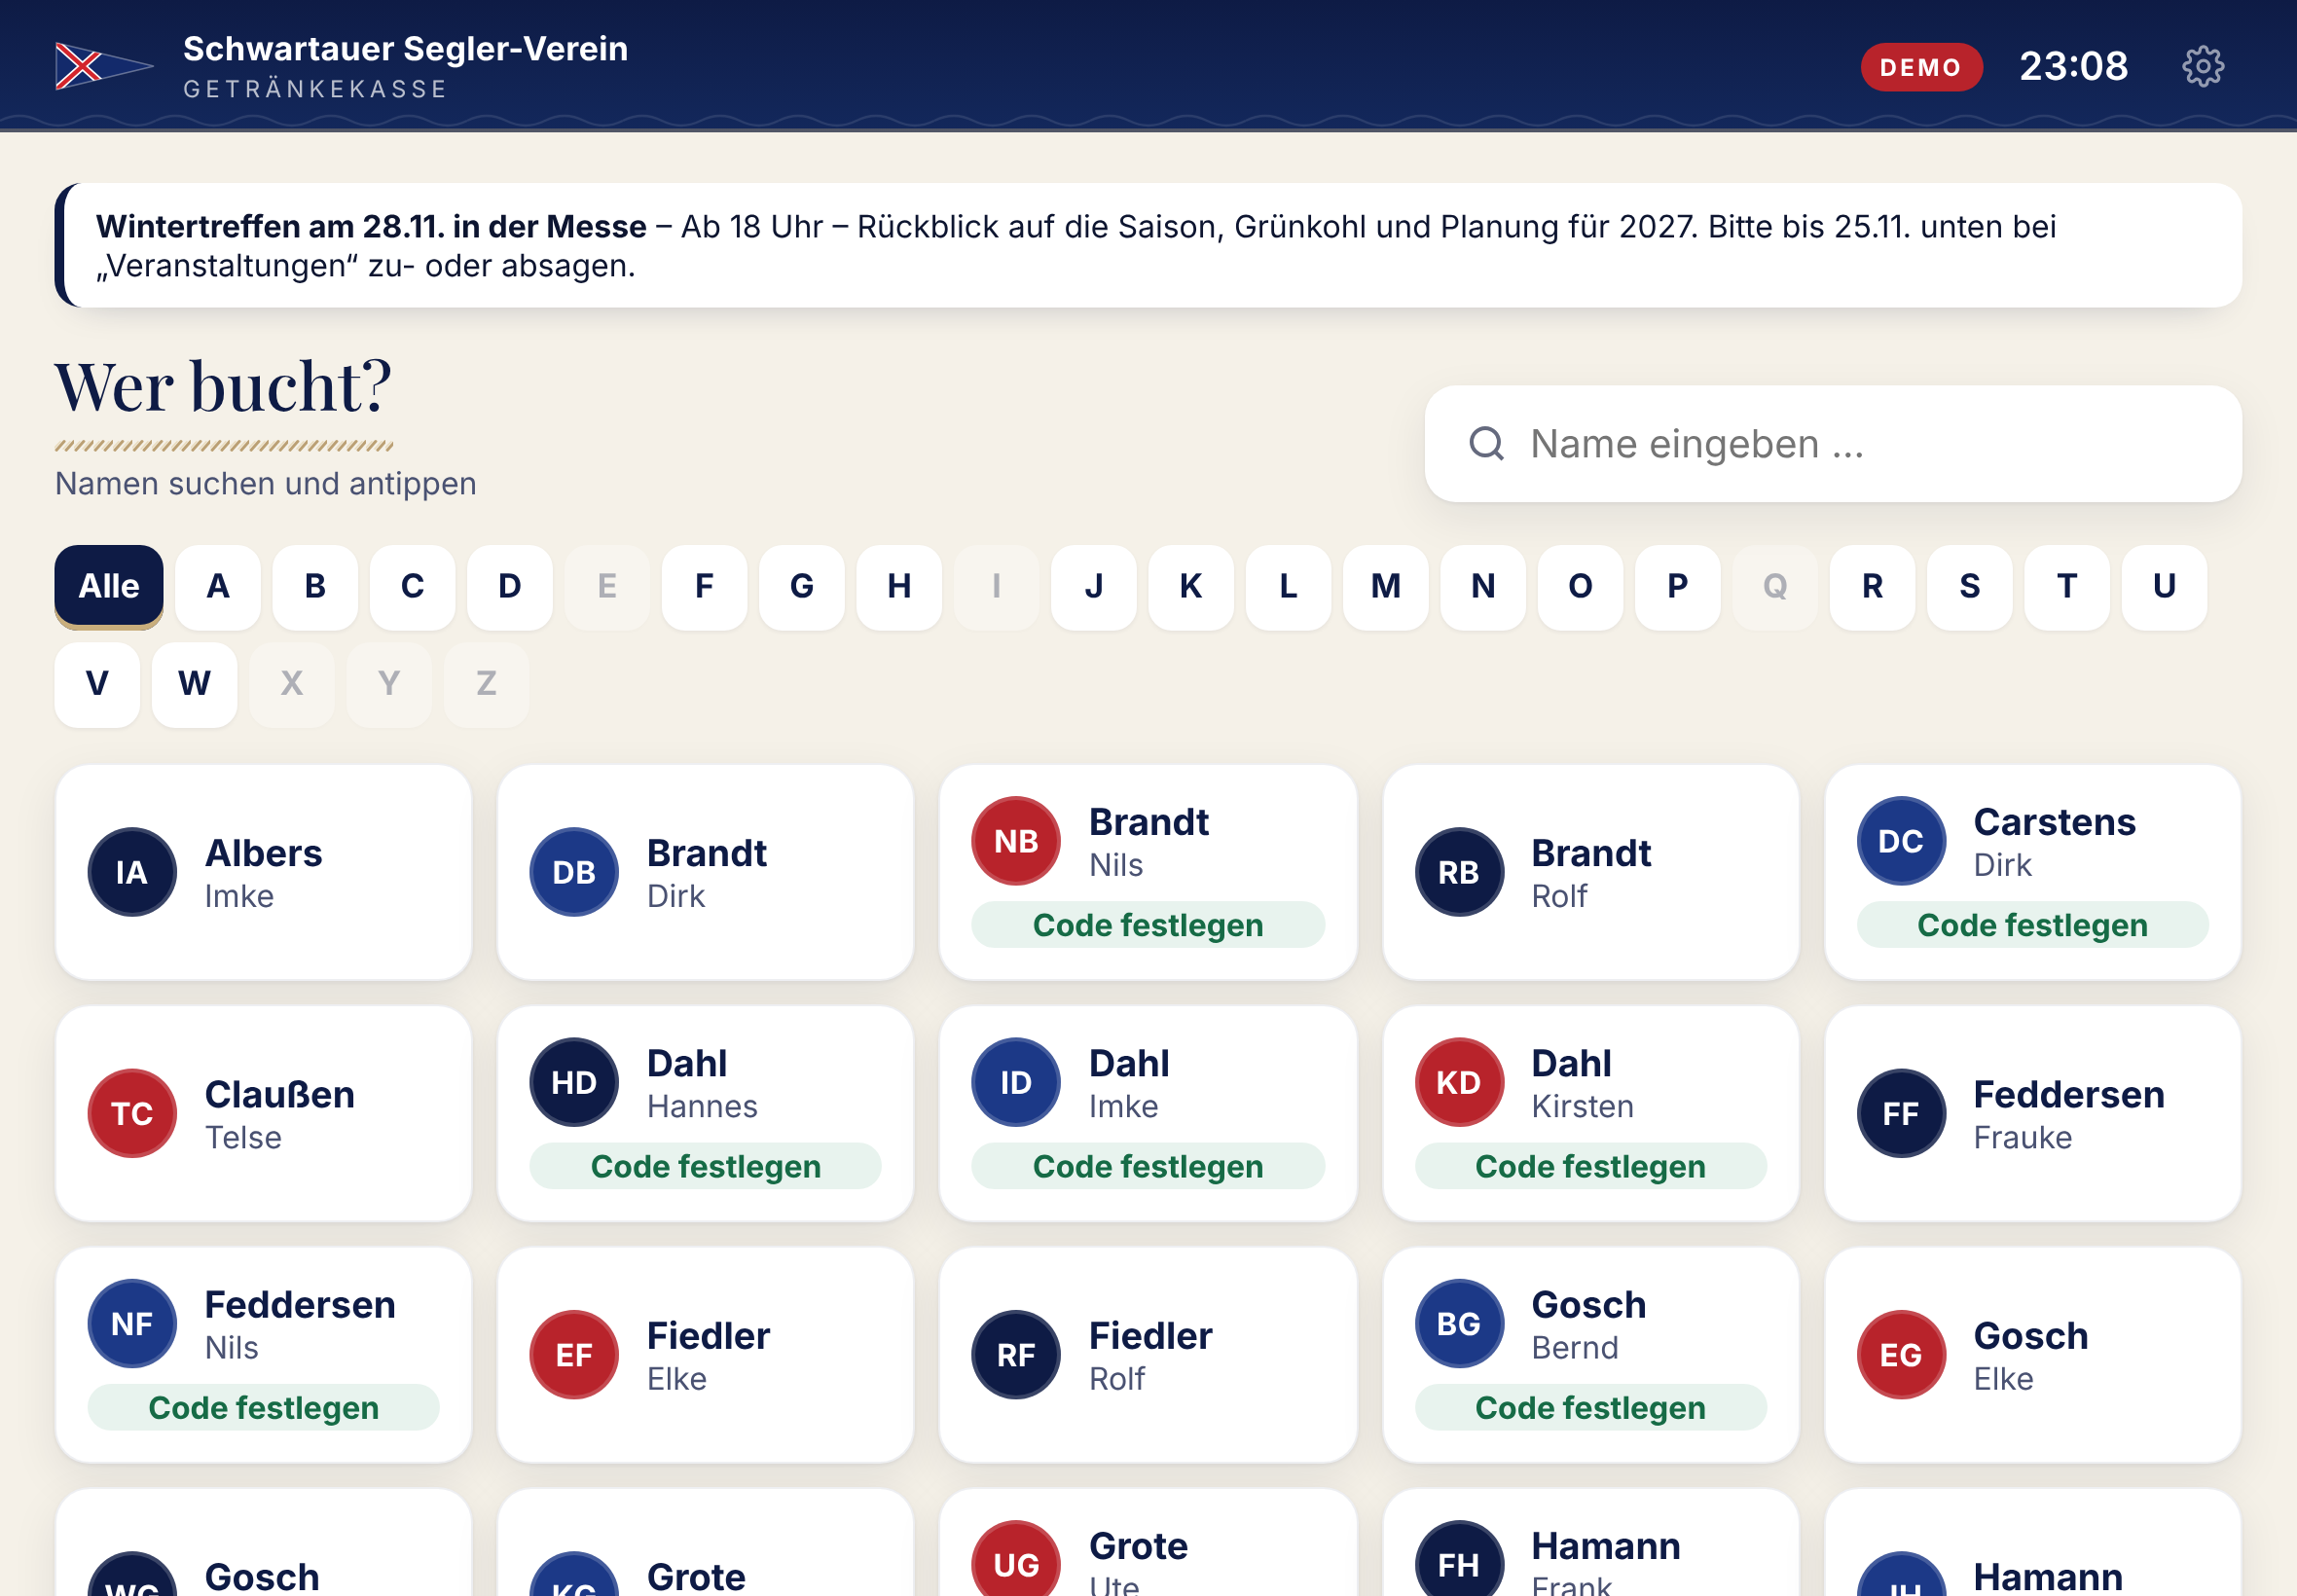 Schwartauer Segler-Verein
GETRÄNKEKASSE
DEMO
23:08
Wintertreffen am 28.11. in der Messe – Ab 18 Uhr – Rückblick auf die Saison, Grünkohl und Planung für 2027. Bitte bis 25.11. unten bei
„Veranstaltungen“ zu- oder absagen.
Wer bucht?
Namen suchen und antippen
Name eingeben ...
Alle A B C D E F G H I J K L M N O P Q R S T U
V W X Y Z
IA
Albers
Imke
DB
Brandt
Dirk
NB
Brandt
Nils
Code festlegen
RB
Brandt
Rolf
DC
Carstens
Dirk
Code festlegen
TC
Claußen
Telse
HD
Dahl
Hannes
Code festlegen
ID
Dahl
Imke
Code festlegen
KD
Dahl
Kirsten
Code festlegen
FF
Feddersen
Frauke
NF
Feddersen
Nils
Code festlegen
EF
Fiedler
Elke
RF
Fiedler
Rolf
BG
Gosch
Bernd
Code festlegen
EG
Gosch
Elke
WG
Gosch
KG
Grote
UG
Grote
Ute
FH
Hamann
Frank
Hamann